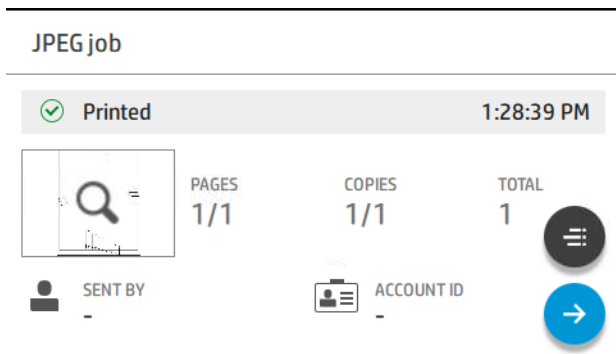 JPEG job
Printed 1:28:39 PM
PAGES COPIES TOTAL
1/1 1/1 1
SENT BY ACCOUNT ID
- -